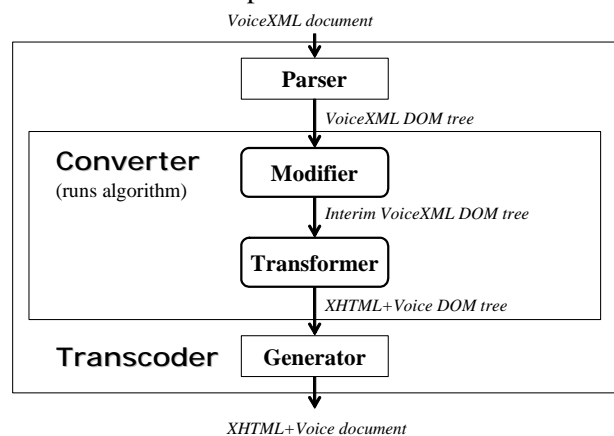 VoiceXML document
Parser
VoiceXML DOM tree
Converter
(runs algorithm)
Modifier
Interim VoiceXML DOM tree
Transformer
XHTML+Voice DOM tree
Transcoder
Generator
XHTML+Voice document